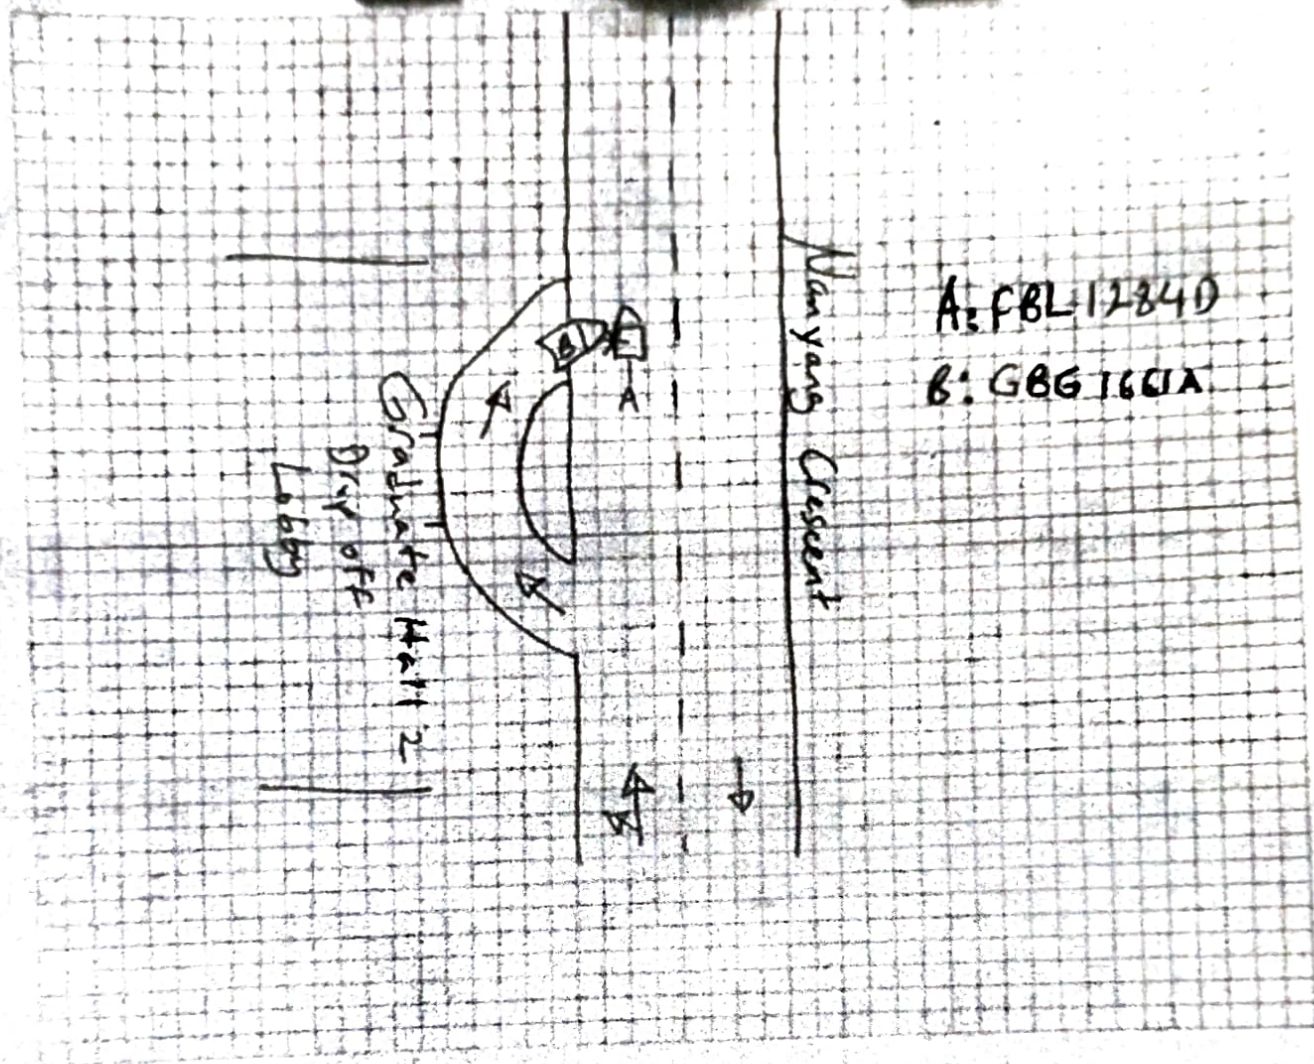 A: FBL1284D
B: GBG1661A
Nanyang Crescent
B
A
Graduate Hall 2
Drop off
Lobby